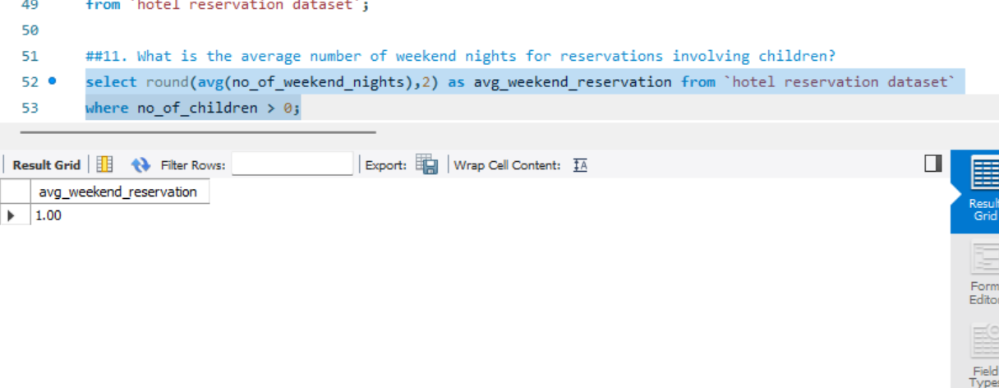 49 from `hotel reservation dataset`;
50
51 ##11. What is the average number of weekend nights for reservations involving children?
52 select round(avg(no_of_weekend_nights),2) as avg_weekend_reservation from `hotel reservation dataset`
53 where no_of_children > 0;
Result Grid Filter Rows: Export: Wrap Cell Content:
avg_weekend_reservation
1.00
Result
Grid
Form
Editor
Field
Types